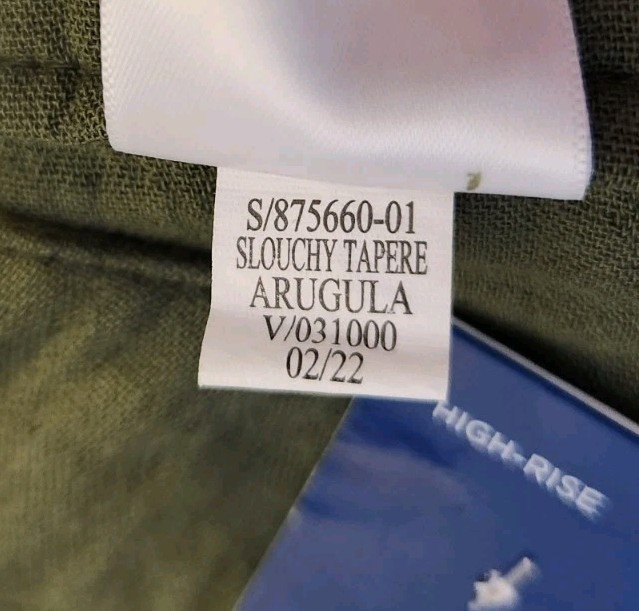 S/875660-01
SLOUCHY TAPERE
ARUGULA
V/031000
02/22
HIGH-RISE